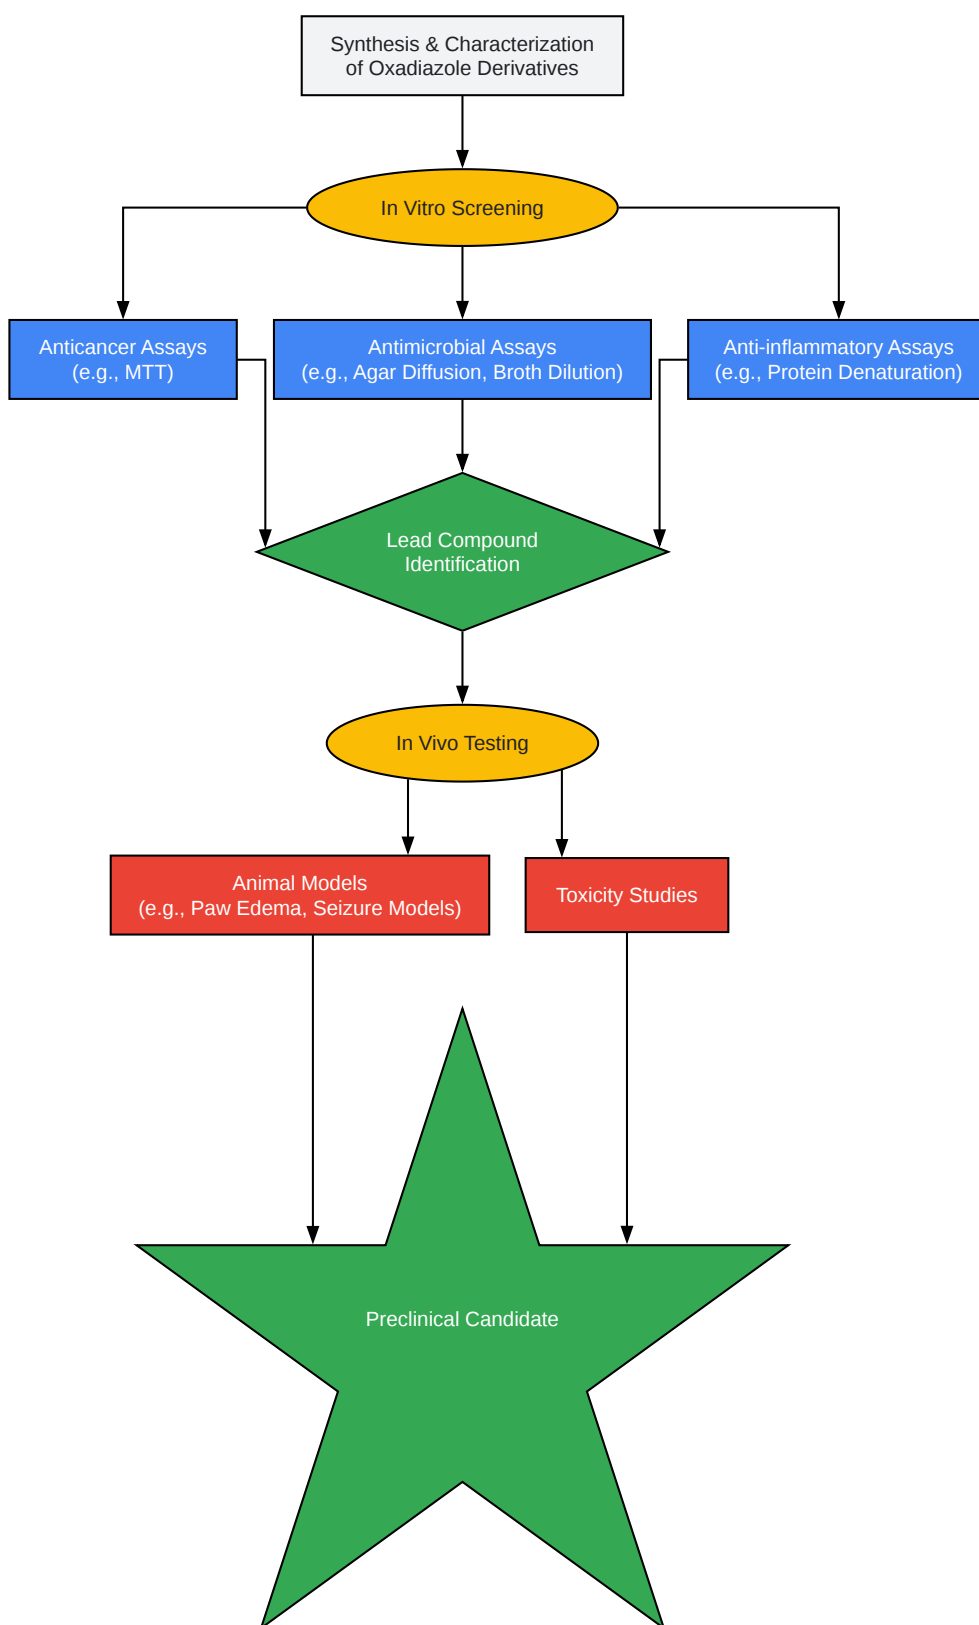 Synthesis & Characterization
of Oxadiazole Derivatives
In Vitro Screening
Anticancer Assays
(e.g., MTT)
Antimicrobial Assays
(e.g., Agar Diffusion, Broth Dilution)
Anti-inflammatory Assays
(e.g., Protein Denaturation)
Lead Compound
Identification
In Vivo Testing
Animal Models
(e.g., Paw Edema, Seizure Models)
Toxicity Studies
Preclinical Candidate